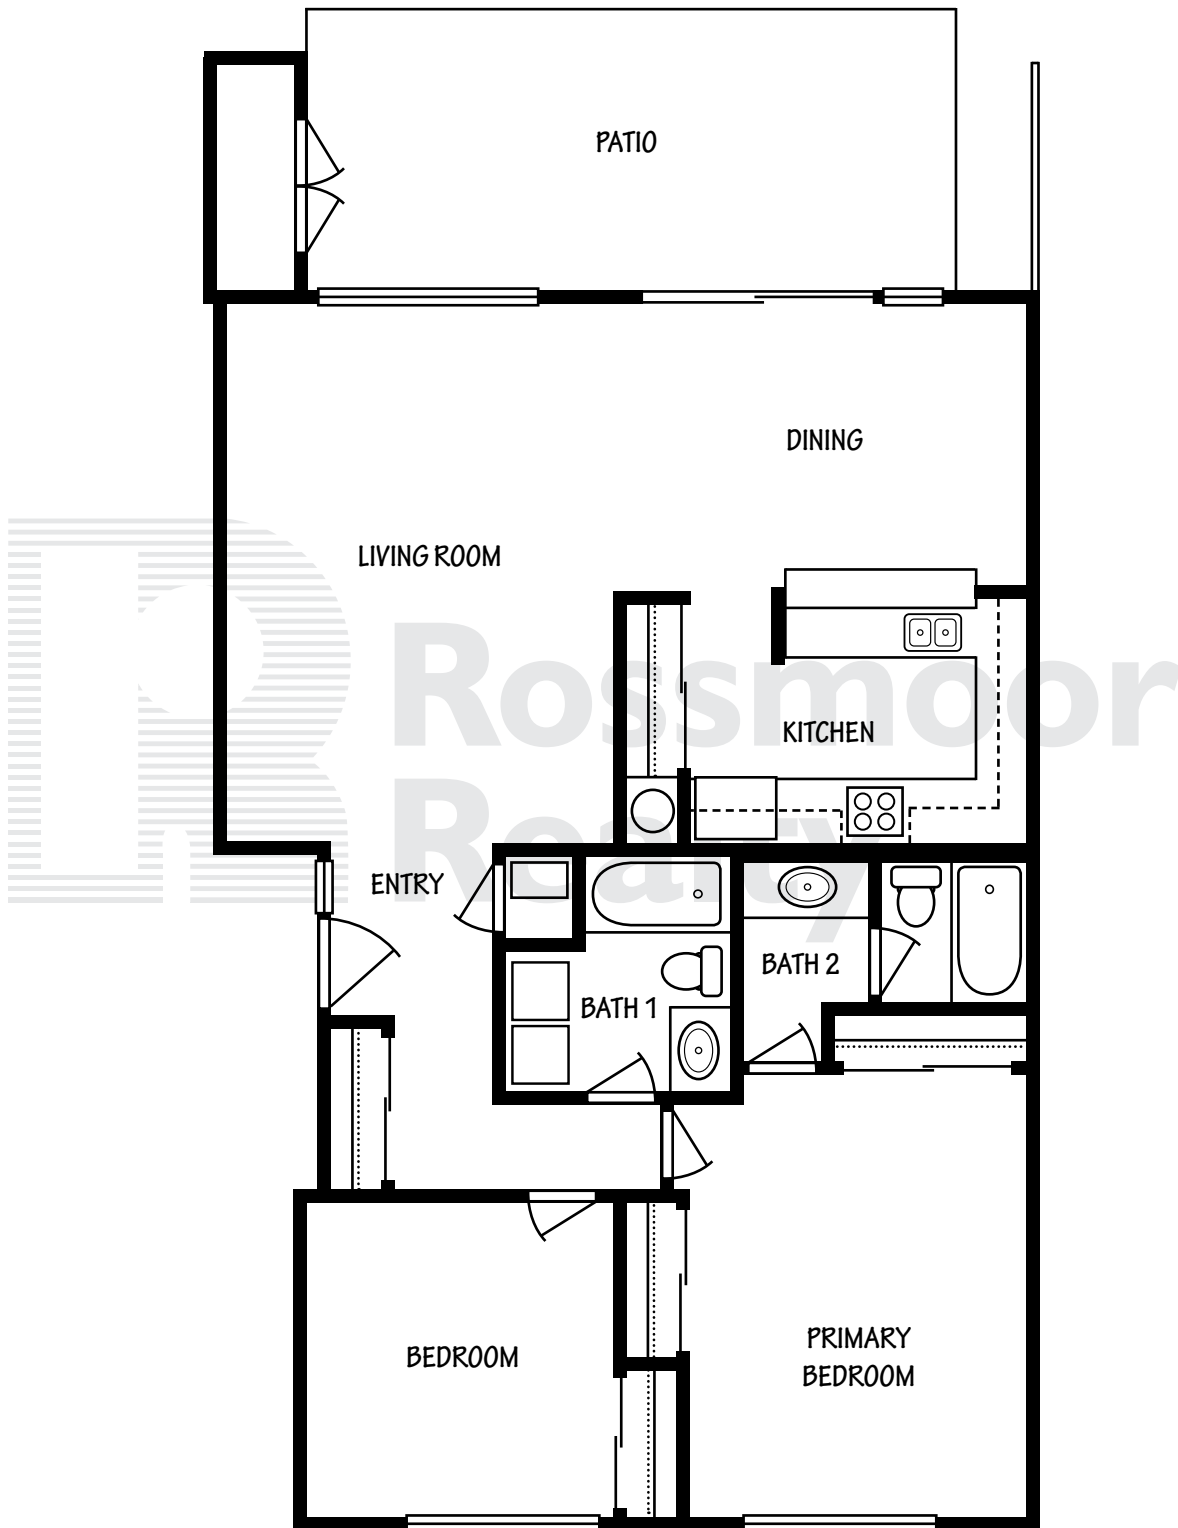 PATIO
DINING
LIVING ROOM
Rossmoor
Realty
KITCHEN
ENTRY
BATH 2
BATH 1
PRIMARY
BEDROOM
BEDROOM